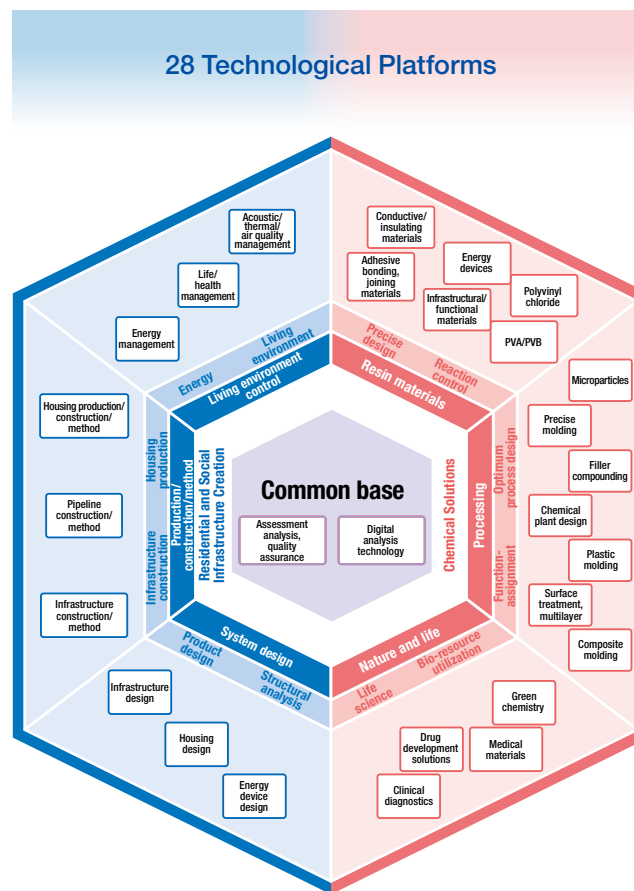 28 Technological Platforms
Acoustic/
thermal/
air quality
management
Life/
health
management
Energy
management
Conductive/
insulating
materials
Adhesive
bonding,
joining
materials
Energy
devices
Infrastructural/
functional
materials
Polyvinyl
chloride
PVA/PVB
Energy
Living
environment
Living environment
control
Precise
design
Reaction
control
Resin materials
Housing production/
construction/
method
Pipeline
construction/
method
Infrastructure
construction/
method
Housing
production
Infrastructure
construction
Production/
construction/method
Residential and Social
Infrastructure Creation
Common base
Assessment
analysis,
quality
assurance
Digital
analysis
technology
Chemical Solutions
Processing
Optimum
process design
Function-
assignment
Microparticles
Precise
molding
Filler
compounding
Chemical
plant design
Plastic
molding
Surface
treatment,
multilayer
Composite
molding
System design
Product
design
Structural
analysis
Nature and life
Life
science
Bio-resource
utilization
Infrastructure
design
Housing
design
Energy
device
design
Green
chemistry
Drug
development
solutions
Medical
materials
Clinical
diagnostics